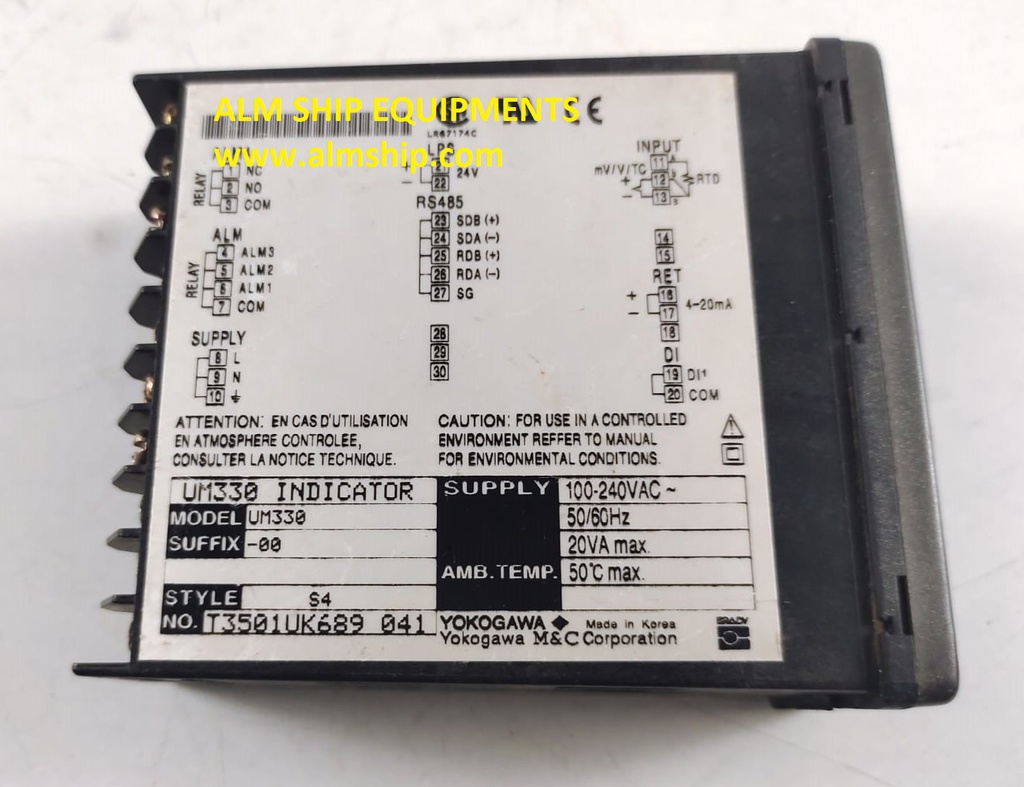 ALM SHIP EQUIPMENTS
www.almship.com
CE
LR67174C
LPS
21
22
24V
+
-
RELAY
1 NC
2 NO
3 COM
RS485
23 SDB (+)
24 SDA (-)
25 RDB (+)
26 RDA (-)
27 SG
28
29
30
INPUT
mV/V/TC
+
-
11 A
12
13 B
RTD
14
15
RET
+ 16
- 17
4-20mA
18
DI
19 DI1
20 COM
ALM
RELAY
4 ALM3
5 ALM2
6 ALM1
7 COM
SUPPLY
8 L
9 N
10
ATTENTION: EN CAS D'UTILISATION
EN ATMOSPHERE CONTROLEE,
CONSULTER LA NOTICE TECHNIQUE.
CAUTION: FOR USE IN A CONTROLLED
ENVIRONMENT REFFER TO MANUAL
FOR ENVIRONMENTAL CONDITIONS.
UM330 INDICATOR
MODEL UM330
SUFFIX -00
STYLE S4
NO. T3501UK689 041
SUPPLY 100-240VAC ~
50/60Hz
20VA max.
AMB. TEMP. 50°C max.
YOKOGAWA ◆ Made in Korea
Yokogawa M&C Corporation
BRADY